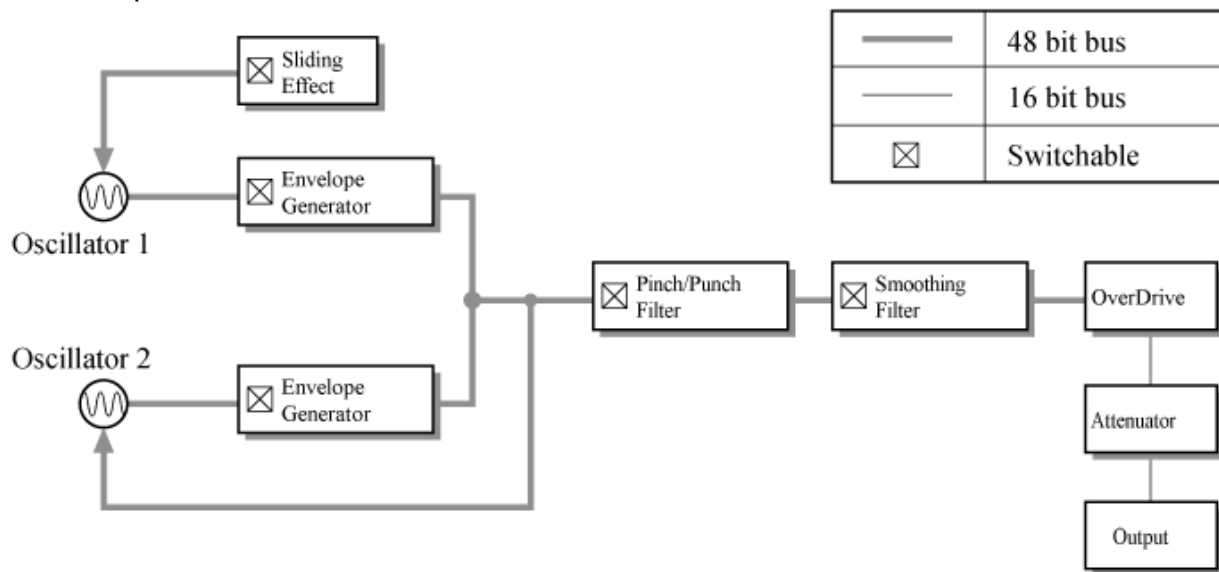 Sliding
Effect
48 bit bus
16 bit bus
Switchable
Envelope
Generator
Oscillator 1
Pinch/Punch
Filter
Smoothing
Filter
OverDrive
Oscillator 2
Envelope
Generator
Attenuator
Output